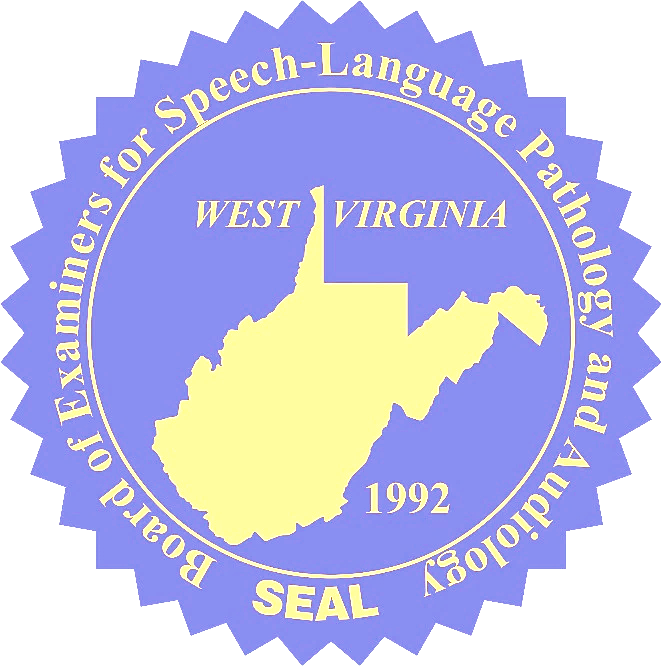 Board of Examiners for Speech-Language Pathology and Audiology
WEST VIRGINIA
1992
SEAL